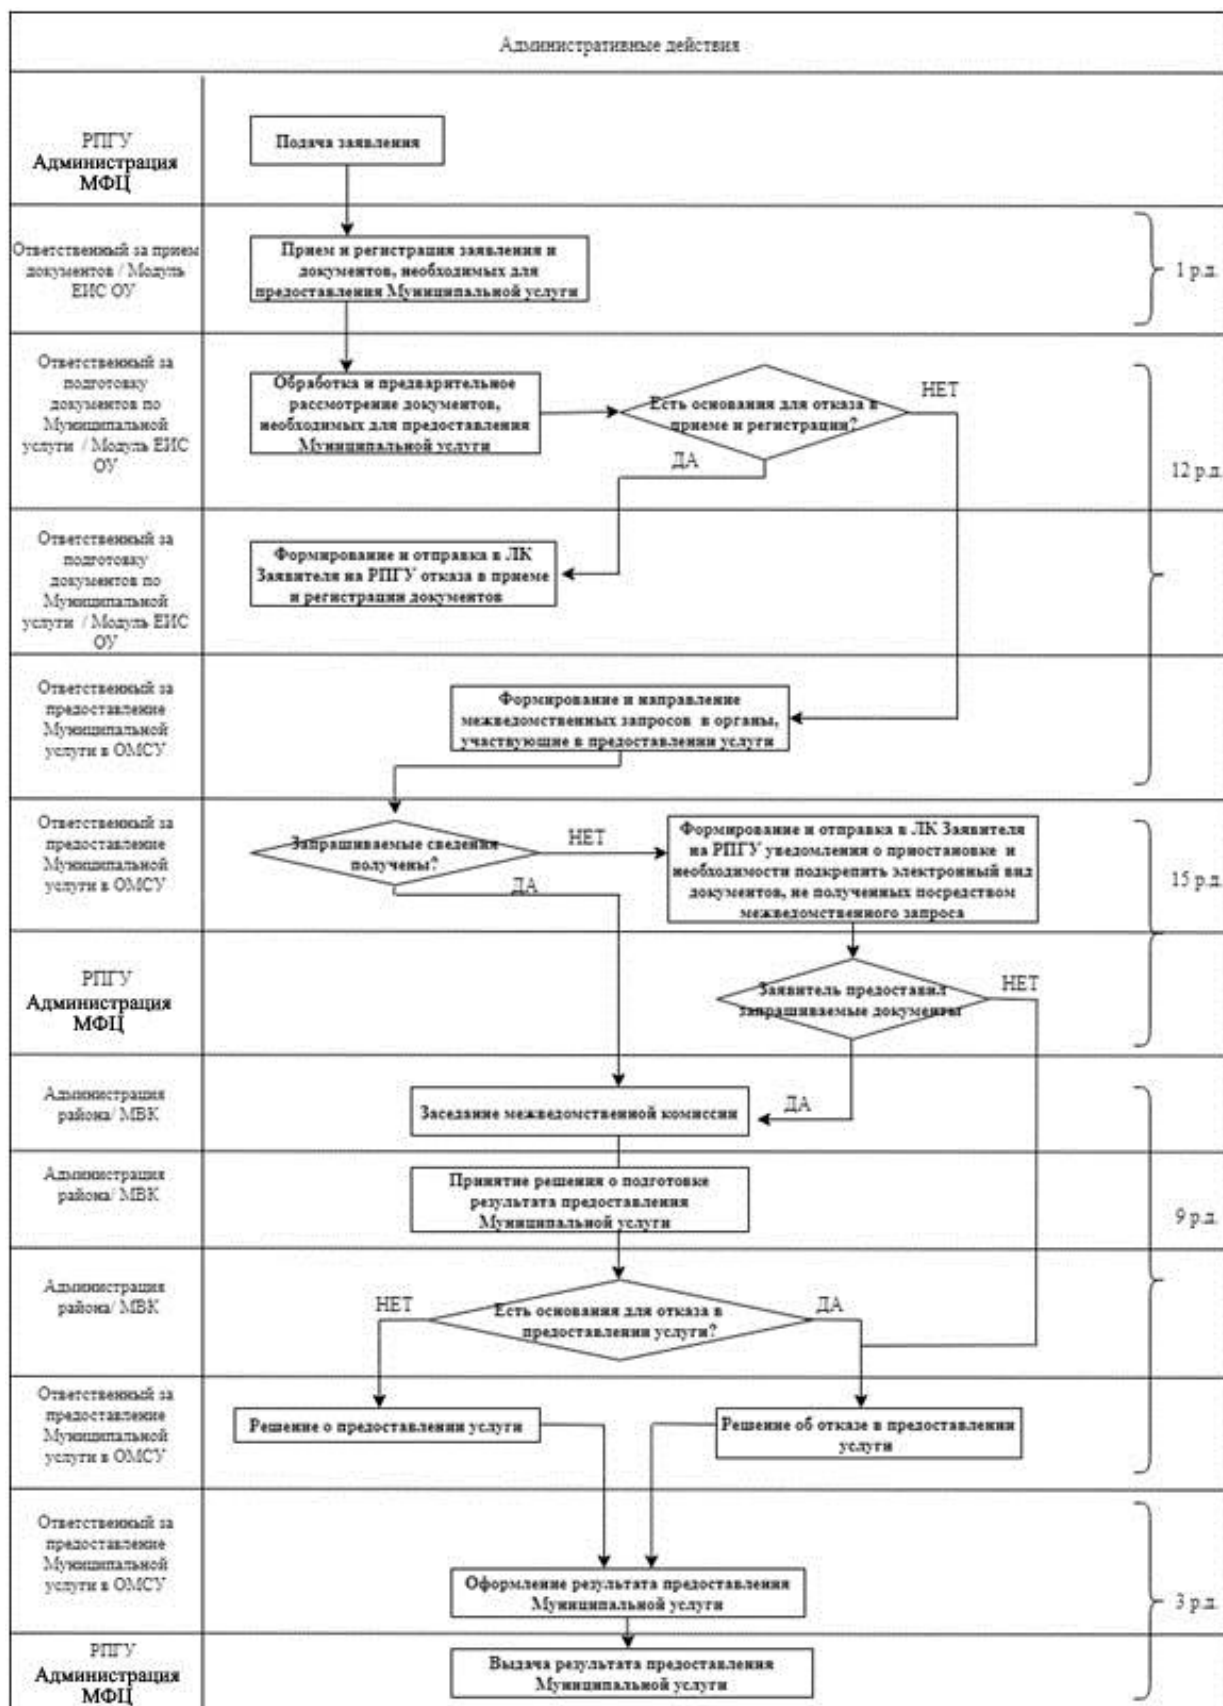 Административные действия
РПГУ
Администрация
МФЦ
Подача заявления
Ответственный за прием
документов / Модуль
ЕИС ОУ
Прием и регистрация заявления и
документов, необходимых для
предоставления Муниципальной услуги
1 р.д.
Ответственный за
подготовку
документов по
Муниципальной
услуги / Модуль ЕИС
ОУ
Обработка и предварительное
рассмотрение документов,
необходимых для предоставления
Муниципальной услуги
Есть основания для отказа в
приеме и регистрации?
НЕТ
ДА
12 р.д.
Ответственный за
подготовку
документов по
Муниципальной
услуги / Модуль ЕИС
ОУ
Формирование и отправка в ЛК
Заявителя на РПГУ отказа в приеме
и регистрации документов
Ответственный за
предоставление
Муниципальной
услуги в ОМСУ
Формирование и направление
межведомственных запросов в органы,
участвующие в предоставлении услуги
Ответственный за
предоставление
Муниципальной
услуги в ОМСУ
Запрашиваемые сведения
получены?
НЕТ
ДА
Формирование и отправка в ЛК Заявителя
на РПГУ уведомления о приостановке и
необходимости подкрепить электронный вид
документов, не полученных посредством
межведомственного запроса
15 р.д.
РПГУ
Администрация
МФЦ
Заявитель предоставил
запрашиваемые документы
НЕТ
ДА
Администрация
района/ МВК
Заседание межведомственной комиссии
Администрация
района/ МВК
Принятие решения о подготовке
результата предоставления
Муниципальной услуги
9 р.д.
Администрация
района/ МВК
НЕТ
Есть основания для отказа в
предоставлении услуги?
ДА
Ответственный за
предоставление
Муниципальной
услуги в ОМСУ
Решение о предоставлении услуги
Решение об отказе в предоставлении
услуги
Ответственный за
предоставление
Муниципальной
услуги в ОМСУ
Оформление результата предоставления
Муниципальной услуги
3 р.д.
РПГУ
Администрация
МФЦ
Выдача результата предоставления
Муниципальной услуги